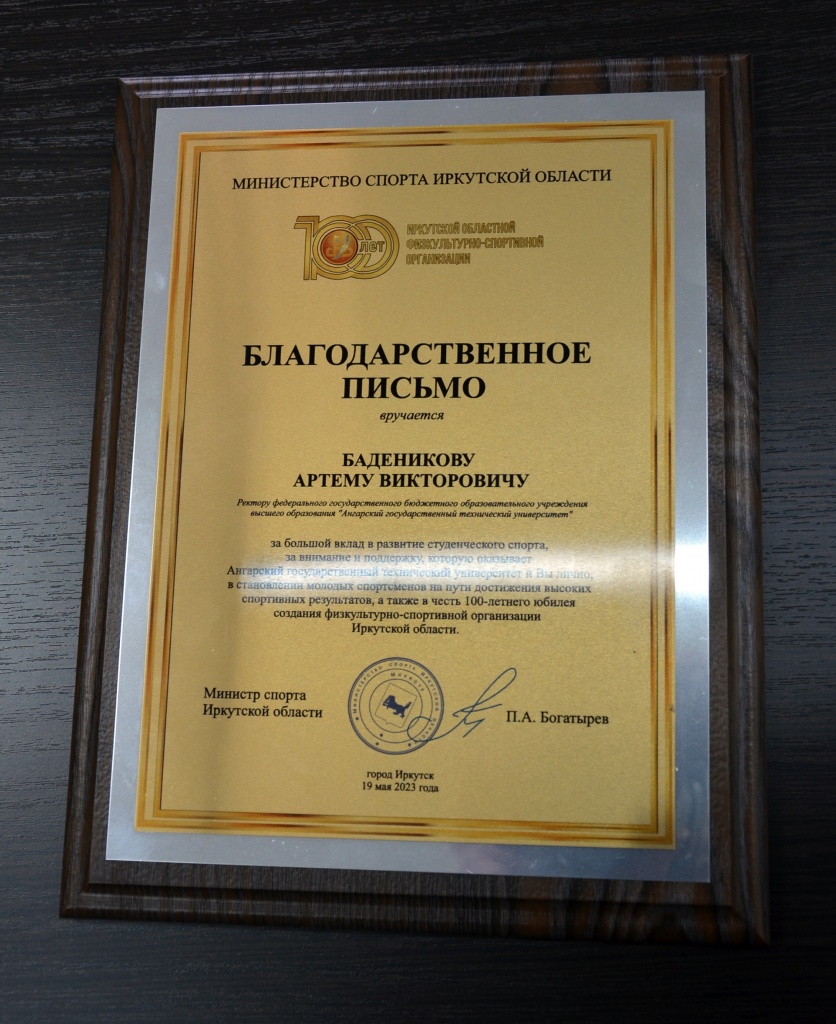 МИНИСТЕРСТВО СПОРТА ИРКУТСКОЙ ОБЛАСТИ
100 лет
ИРКУТСКОЙ ОБЛАСТНОЙ
ФИЗКУЛЬТУРНО-СПОРТИВНОЙ
ОРГАНИЗАЦИИ
БЛАГОДАРСТВЕННОЕ
ПИСЬМО
вручается
БАДЕНИКОВУ
АРТЕМУ ВИКТОРОВИЧУ
Ректору федерального государственного бюджетного образовательного учреждения
высшего образования "Ангарский государственный технический университет"
за большой вклад в развитие студенческого спорта,
за внимание и поддержку, которую оказывает
Ангарский государственный технический университет и Вы лично,
в становлении молодых спортсменов на пути достижения высоких
спортивных результатов, а также в честь 100-летнего юбилея
создания физкультурно-спортивной организации
Иркутской области.
Министр спорта
Иркутской области
МИНИСТЕРСТВО СПОРТА ИРКУТСКОЙ
П.А. Богатырев
город Иркутск
19 мая 2023 года